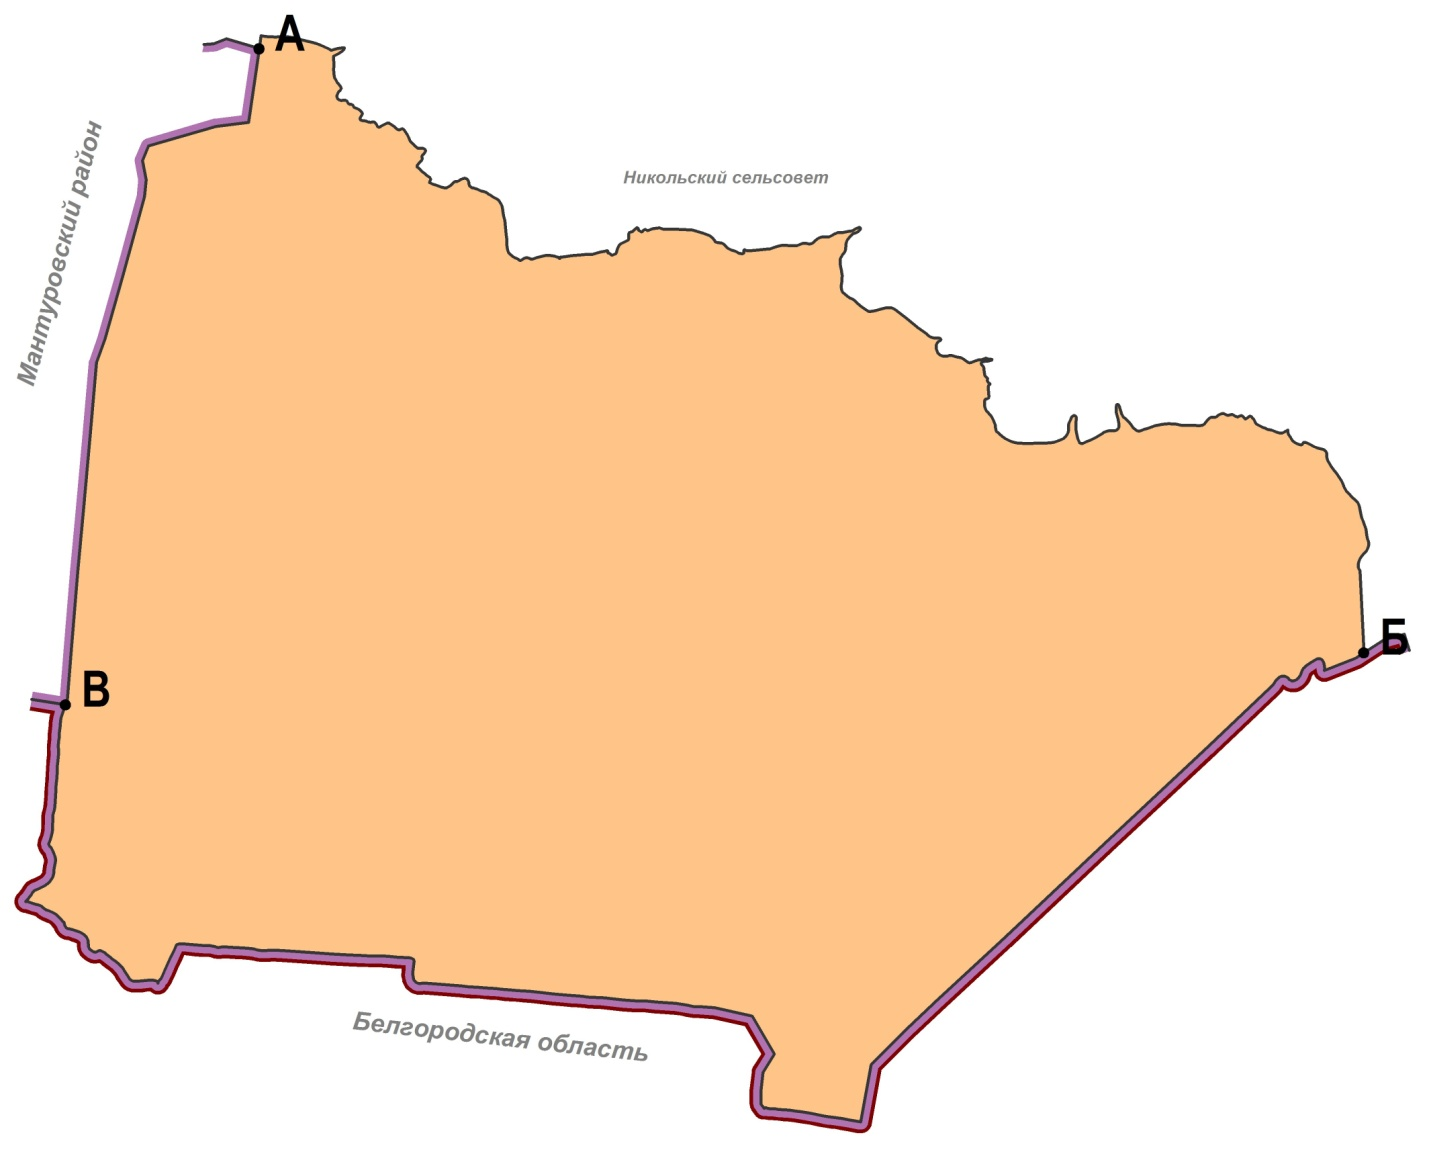 А
Мантуровский район
Никольский сельсовет
Б
В
Белгородская область